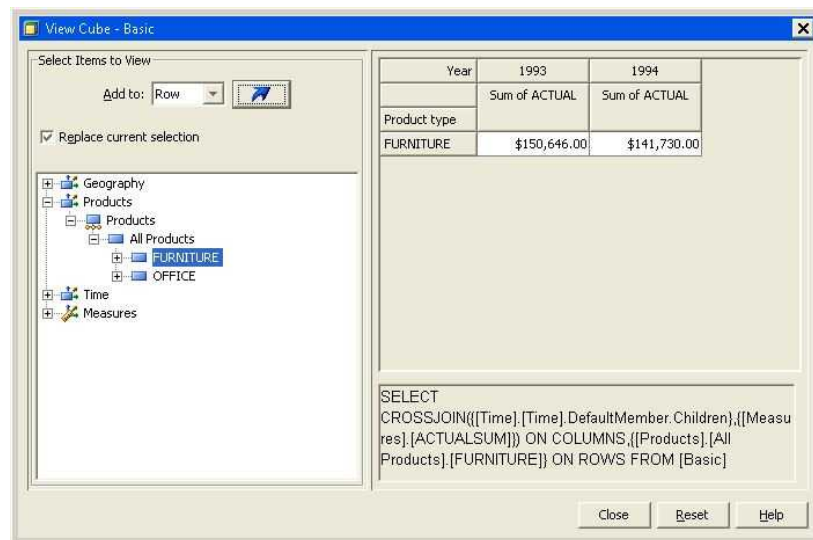 View Cube - Basic
Select Items to View
Add to: Row
Replace current selection
Geography
Products
Products
All Products
FURNITURE
OFFICE
Time
Measures
Year 1993 1994
Sum of ACTUAL Sum of ACTUAL
Product type
FURNITURE $150,646.00 $141,730.00
SELECT
CROSSJOIN({[Time].[Time].DefaultMember.Children},{[Measu
res].[ACTUALSUM]}) ON COLUMNS,{[Products].[All
Products].[FURNITURE]} ON ROWS FROM [Basic]
Close Reset Help